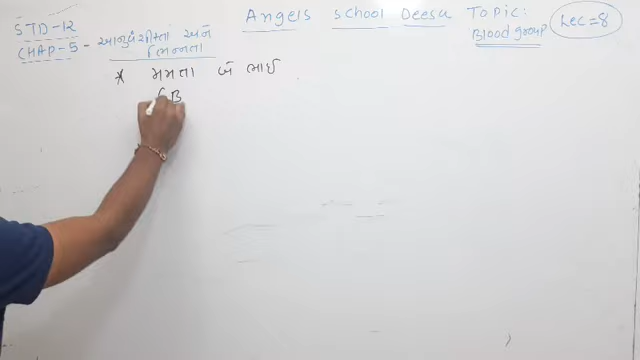 STD-12 Angels School Deesa Topic: Lec=8
CHAP-5 - આનુવંશીકતા અને Blood group
ભિન્નતા
* મમતા બે ભાઈ
B